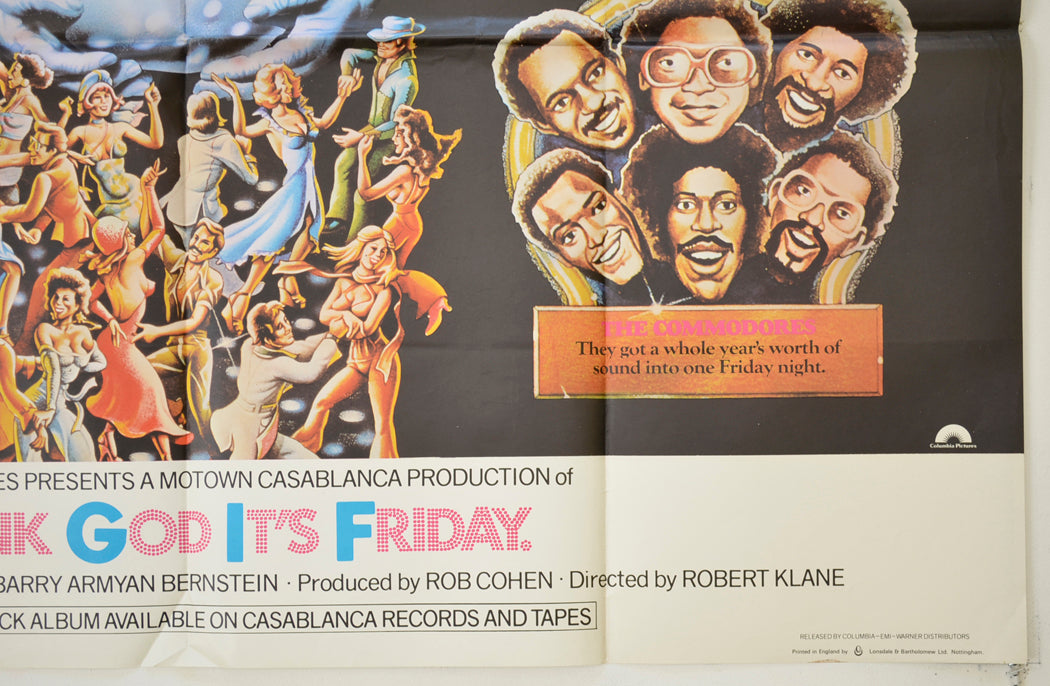 THE COMMODORES
They got a whole year's worth of
sound into one Friday night.
Columbia Pictures
ES PRESENTS A MOTOWN CASABLANCA PRODUCTION of
NK GOD IT'S FRIDAY.
BARRY ARMYAN BERNSTEIN · Produced by ROB COHEN · Directed by ROBERT KLANE
CK ALBUM AVAILABLE ON CASABLANCA RECORDS AND TAPES
RELEASED BY COLUMBIA–EMI–WARNER DISTRIBUTORS
Printed in England by Lonsdale & Bartholomew Ltd. Nottingham.